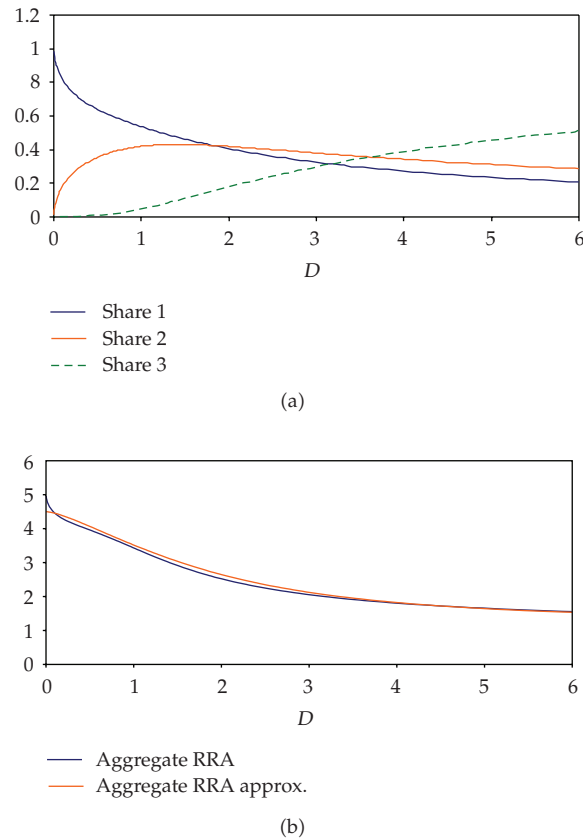 1.2
1
8
0.6
0.4
0.2
0
0 1 2 3 4 5 6
D
Share 1
Share 2
Share 3
(a)
6
5
4
3
2
1
0
0 1 2 3 4 5 6
D
Aggregate RRA
Aggregate RRA approx.
(b)